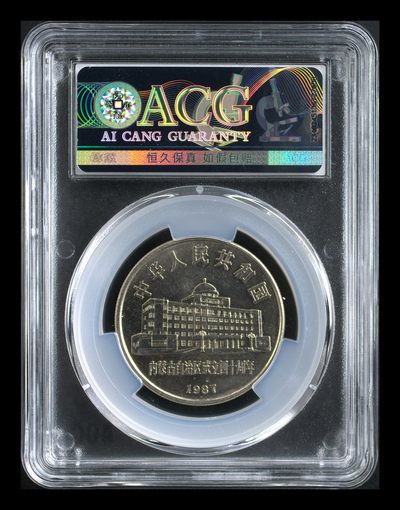 ACG
AI CANG GUARANTY
恒久保真 如假包赔
中华人民共和国
内蒙古自治区成立四十周年
1987